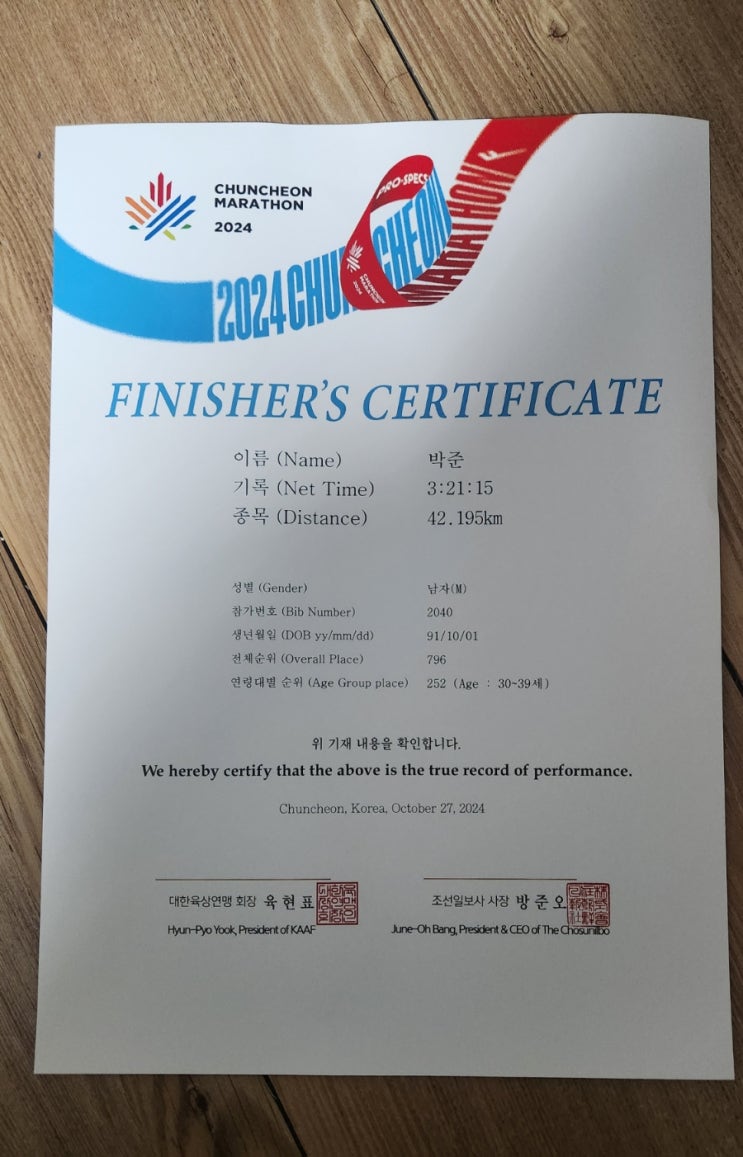 CHUNCHEON
MARATHON
2024
PRO-SPECS
2024 CHUNCHEON MARATHON
CHUNCHEON
MARATHON
2024
FINISHER'S CERTIFICATE
이름 (Name) 박준
기록 (Net Time) 3:21:15
종목 (Distance) 42.195km
성별 (Gender) 남자(M)
참가번호 (Bib Number) 2040
생년월일 (DOB yy/mm/dd) 91/10/01
전체순위 (Overall Place) 796
연령대별 순위 (Age Group place) 252 (Age : 30~39세)
위 기재 내용을 확인합니다.
We hereby certify that the above is the true record of performance.
Chuncheon, Korea, October 27, 2024
대한육상연맹 회장 육현표
Hyun-Pyo Yook, President of KAAF
조선일보사 사장 방준오
June-Oh Bang, President & CEO of The Chosunilbo